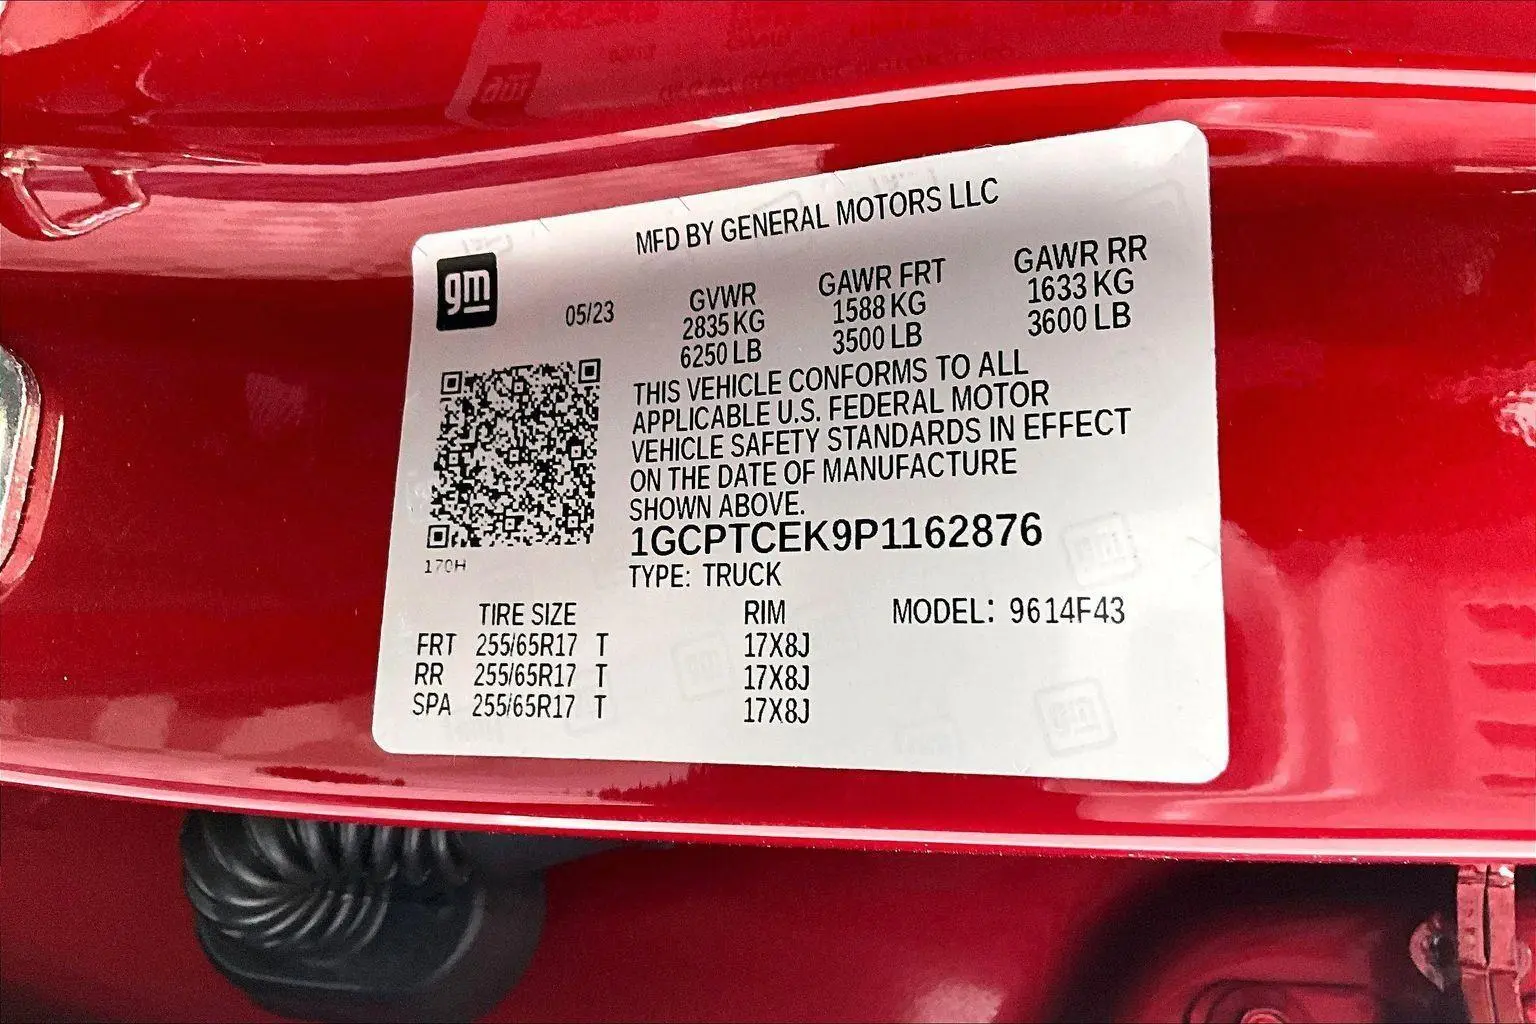 MFD BY GENERAL MOTORS LLC
gm
05/23
GVWR GAWR FRT GAWR RR
2835 KG 1588 KG 1633 KG
6250 LB 3500 LB 3600 LB
THIS VEHICLE CONFORMS TO ALL
APPLICABLE U.S. FEDERAL MOTOR
VEHICLE SAFETY STANDARDS IN EFFECT
ON THE DATE OF MANUFACTURE
SHOWN ABOVE.
1GCPTCEK9P1162876
170H
TYPE: TRUCK
TIRE SIZE RIM MODEL: 9614F43
FRT 255/65R17 T 17X8J
RR 255/65R17 T 17X8J
SPA 255/65R17 T 17X8J